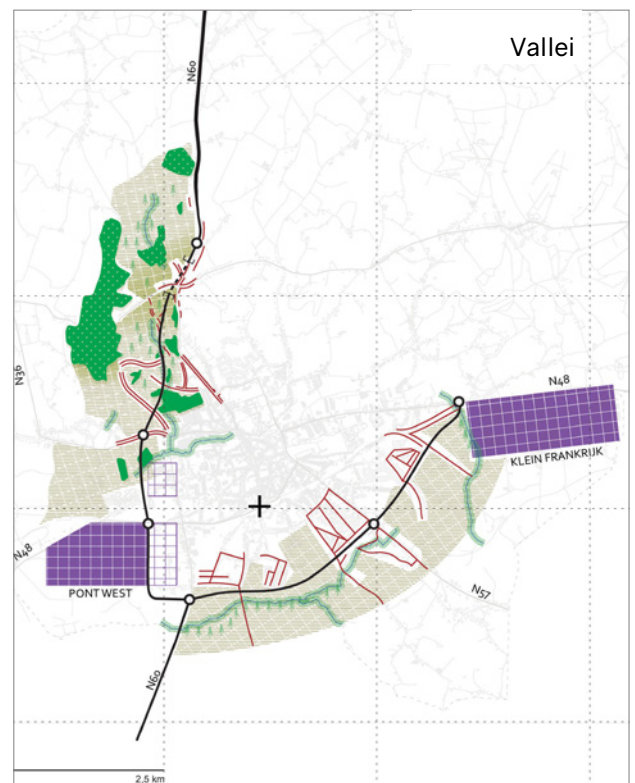 Vallei
N60
N36
N48
KLEIN FRANKRIJK
N48
PONT WEST
N57
N60
2.5 km